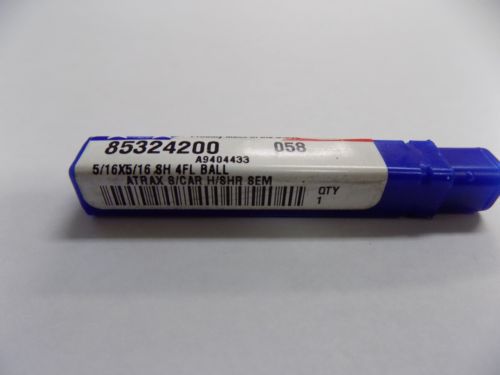 85324200 058
A9404433
5/16X5/16 SH 4FL BALL
ATRAX S/CAR H/SHR SEM
QTY
1